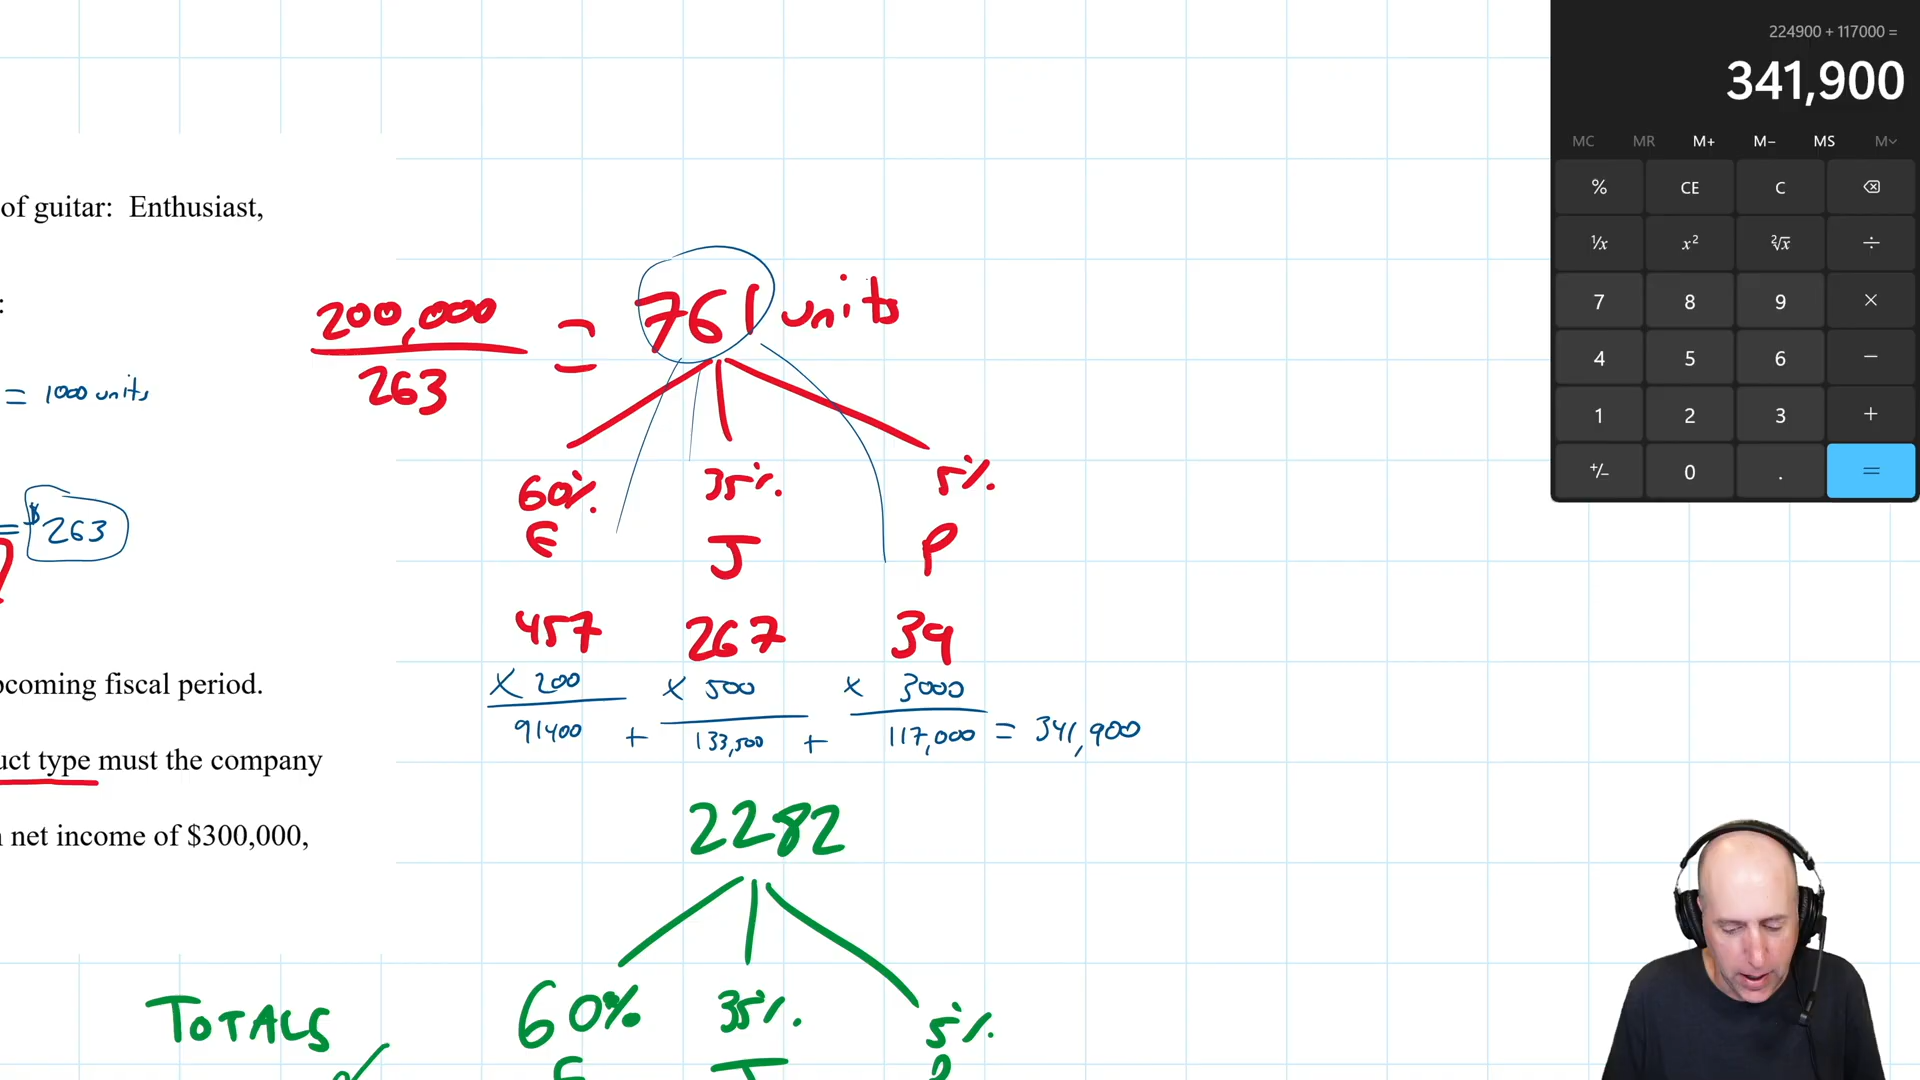 224900 + 117000 =
341,900
MC MR M+ M− MS M˅
% CE C
¹/x x² ²√x ÷
7 8 9 ×
4 5 6 −
1 2 3 +
+/− 0 . =
of guitar: Enthusiast,
:
= 1000 units
= $263
pcoming fiscal period.
uct type must the company
n net income of $300,000,
200,000
263
= 761 units
60% 35% 5%
E J P
457 267 39
× 200 × 500 × 3000
91400 + 133,500 + 117,000 = 341,900
2282
TOTALS 60% 35% 5%